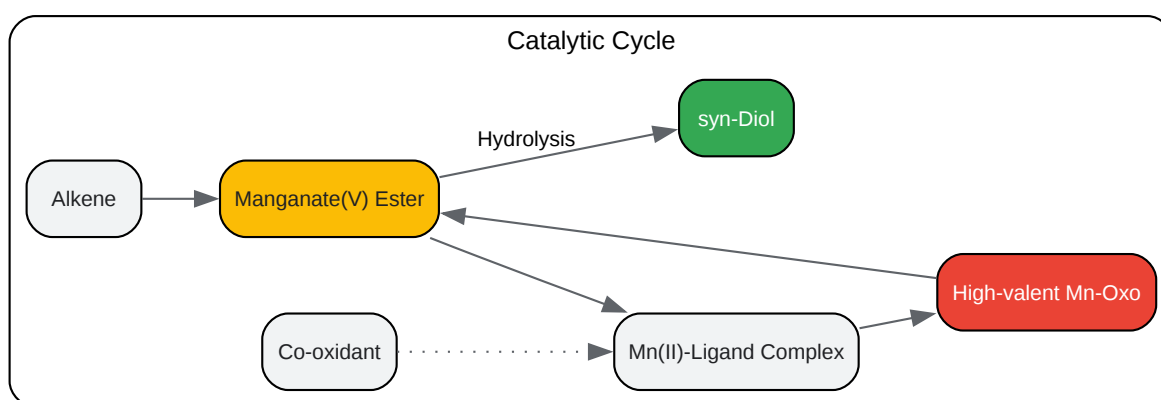 Catalytic Cycle
syn-Diol
Hydrolysis
Alkene
Manganate(V) Ester
High-valent Mn-Oxo
Co-oxidant
Mn(II)-Ligand Complex